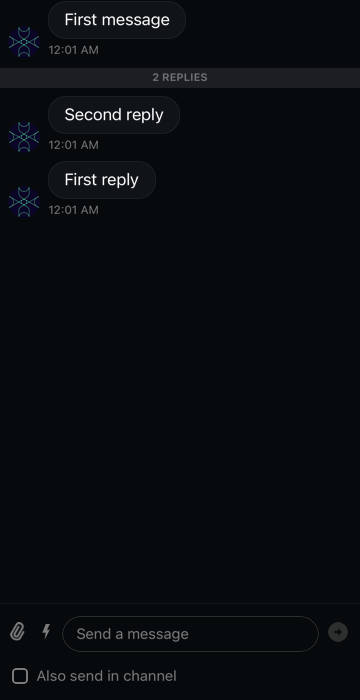 First message
12:01 AM
2 REPLIES
Second reply
12:01 AM
First reply
12:01 AM
Send a message
Also send in channel